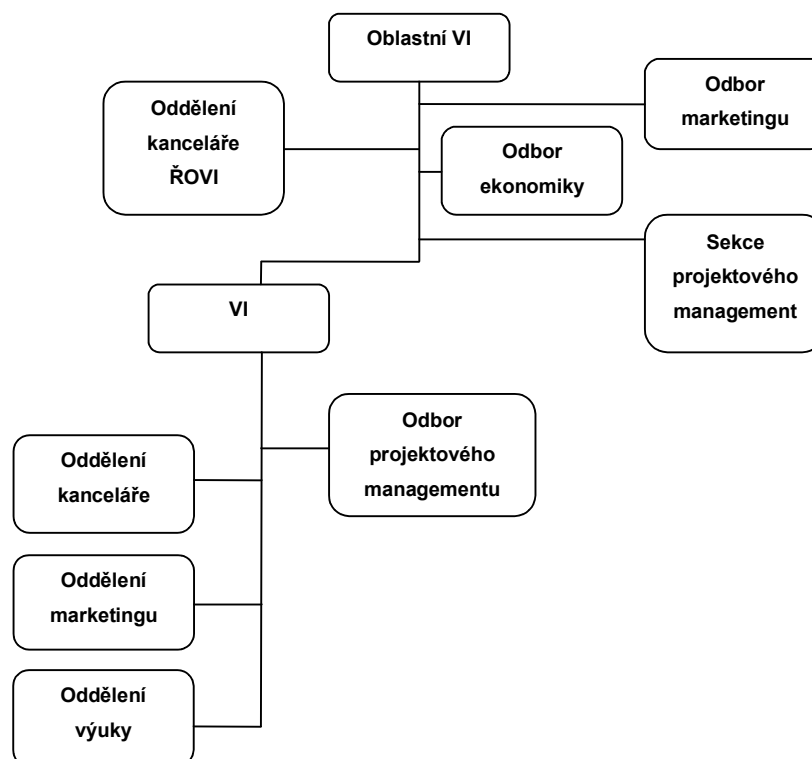 Oblastní VI
Odbor
marketingu
Oddělení
kanceláře
ŘOVI
Odbor
ekonomiky
Sekce
projektového
management
VI
Odbor
projektového
managementu
Oddělení
kanceláře
Oddělení
marketingu
Oddělení
výuky